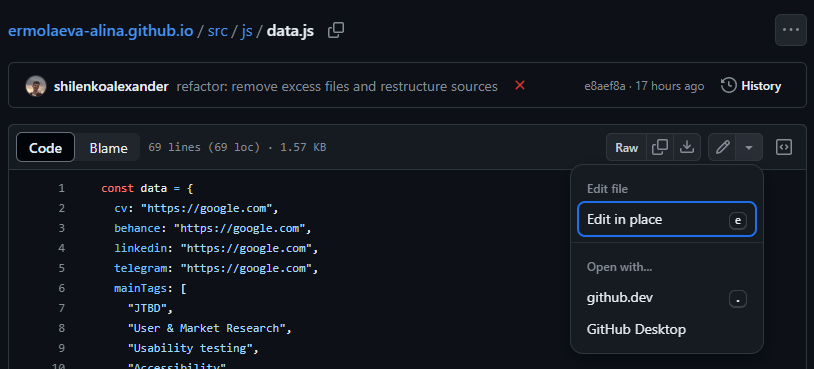 ermolaeva-alina.github.io / src / js / data.js
shilenkoalexander refactor: remove excess files and restructure sources e8aef8a · 17 hours ago History
Code Blame 69 lines (69 loc) · 1.57 KB Raw
Edit file
Edit in place e
Open with...
github.dev .
GitHub Desktop
1 const data = {
2 cv: "https://google.com",
3 behance: "https://google.com",
4 linkedin: "https://google.com",
5 telegram: "https://google.com",
6 mainTags: [
7 "JTBD",
8 "User & Market Research",
9 "Usability testing",
10 "Accessibility"